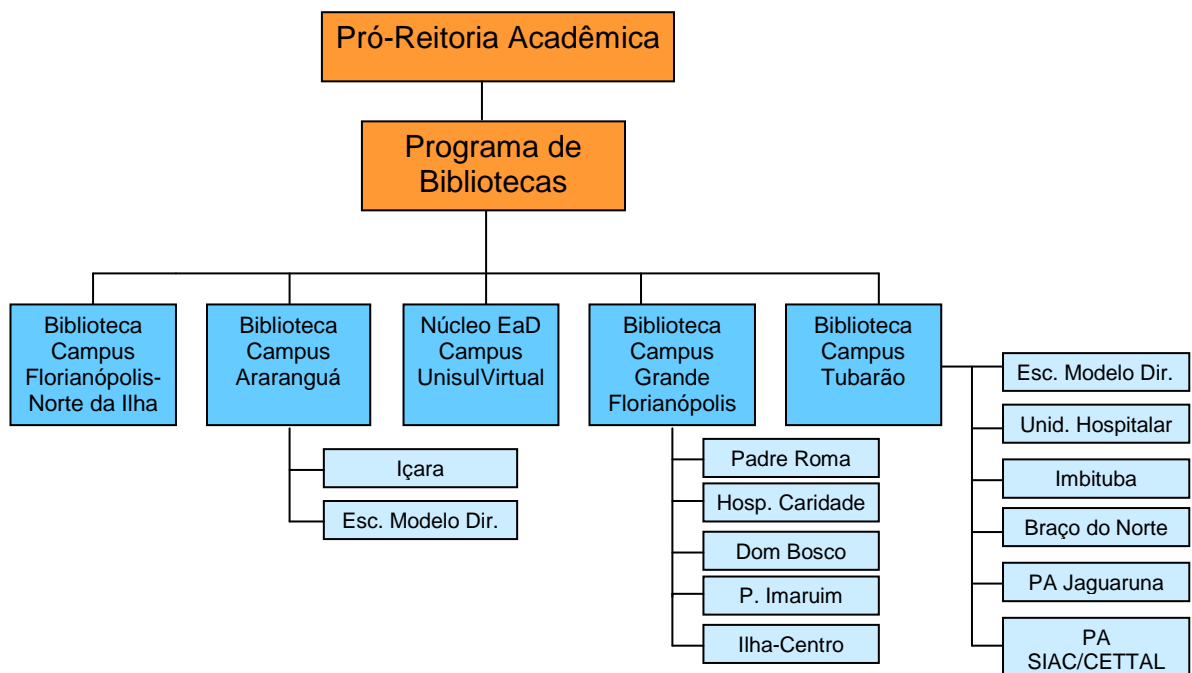 Pró-Reitoria Acadêmica
Programa de
Bibliotecas
Biblioteca
Campus
Florianópolis-
Norte da Ilha
Biblioteca
Campus
Araranguá
Núcleo EaD
Campus
UnisulVirtual
Biblioteca
Campus
Grande
Florianópolis
Biblioteca
Campus
Tubarão
Içara
Esc. Modelo Dir.
Padre Roma
Hosp. Caridade
Dom Bosco
P. Imaruim
Ilha-Centro
Esc. Modelo Dir.
Unid. Hospitalar
Imbituba
Braço do Norte
PA Jaguaruna
PA
SIAC/CETTAL